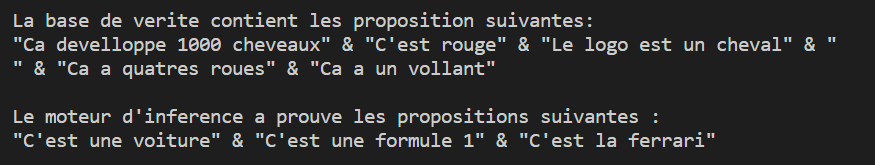 La base de verite contient les proposition suivantes:
"Ca develloppe 1000 cheveaux" & "C'est rouge" & "Le logo est un cheval" & "
" & "Ca a quatres roues" & "Ca a un vollant"
Le moteur d'inference a prouve les propositions suivantes :
"C'est une voiture" & "C'est une formule 1" & "C'est la ferrari"